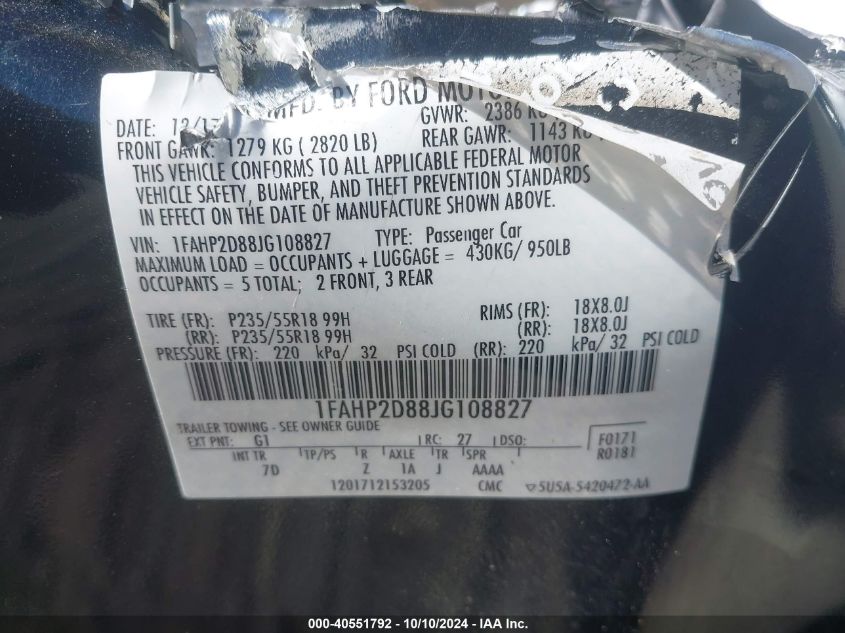 MFD. BY FORD MOTOR CO
DATE: 12/17 GVWR: 2386 KG
FRONT GAWR: 1279 KG ( 2820 LB) REAR GAWR: 1143 KG
THIS VEHICLE CONFORMS TO ALL APPLICABLE FEDERAL MOTOR
VEHICLE SAFETY, BUMPER, AND THEFT PREVENTION STANDARDS
IN EFFECT ON THE DATE OF MANUFACTURE SHOWN ABOVE.
VIN: 1FAHP2D88JG108827 TYPE: Passenger Car
MAXIMUM LOAD = OCCUPANTS + LUGGAGE = 430KG/ 950LB
OCCUPANTS = 5 TOTAL; 2 FRONT, 3 REAR
TIRE (FR): P235/55R18 99H RIMS (FR): 18X8.0J
(RR): P235/55R18 99H (RR): 18X8.0J
PRESSURE (FR): 220 kPa/ 32 PSI COLD (RR): 220 kPa/ 32 PSI COLD
1FAHP2D88JG108827
TRAILER TOWING - SEE OWNER GUIDE
EXT PNT: G1 RC: 27 DSO: F0171
INT TR TP/PS R AXLE TR SPR R0181
7D Z 1A J AAAA
1201712153205 CMC 5U5A-5420472-AA
000-40551792 - 10/10/2024 - IAAI.com